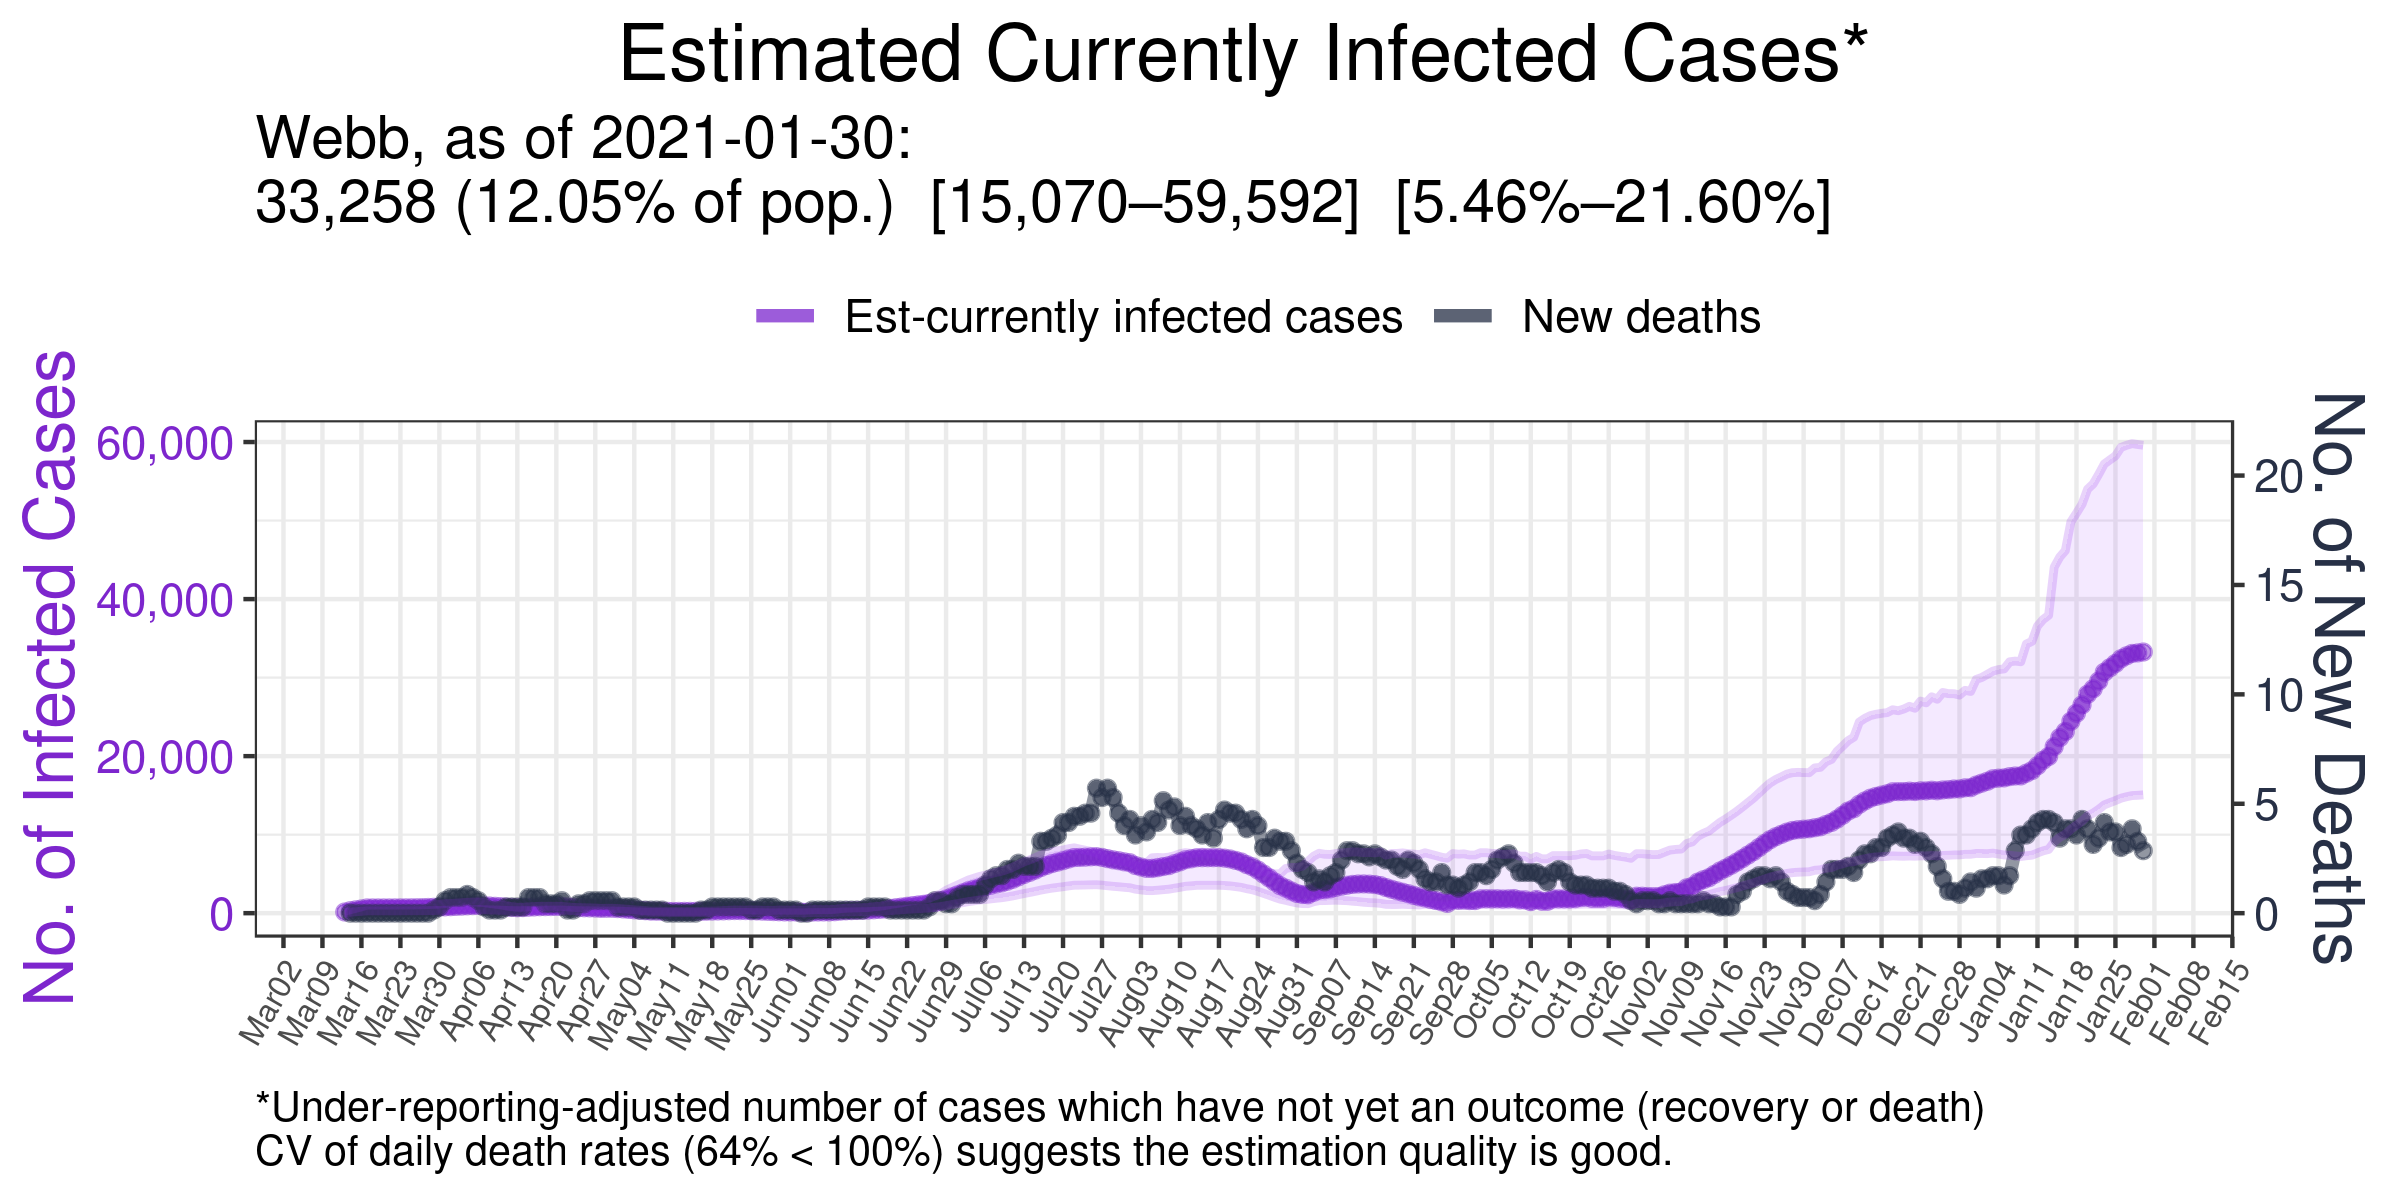 Estimated Currently Infected Cases*
Webb, as of 2021-01-30:
33,258 (12.05% of pop.)  [15,070–59,592]  [5.46%–21.60%]
Est-currently infected cases
New deaths
No. of Infected Cases
60,000
40,000
20,000
0
20
15
10
5
0
No. of New Deaths
Mar02
Mar09
Mar16
Mar23
Mar30
Apr06
Apr13
Apr20
Apr27
May04
May11
May18
May25
Jun01
Jun08
Jun15
Jun22
Jun29
Jul06
Jul13
Jul20
Jul27
Aug03
Aug10
Aug17
Aug24
Aug31
Sep07
Sep14
Sep21
Sep28
Oct05
Oct12
Oct19
Oct26
Nov02
Nov09
Nov16
Nov23
Nov30
Dec07
Dec14
Dec21
Dec28
Jan04
Jan11
Jan18
Jan25
Feb01
Feb08
Feb15
*Under-reporting-adjusted number of cases which have not yet an outcome (recovery or death)
CV of daily death rates (64% < 100%) suggests the estimation quality is good.